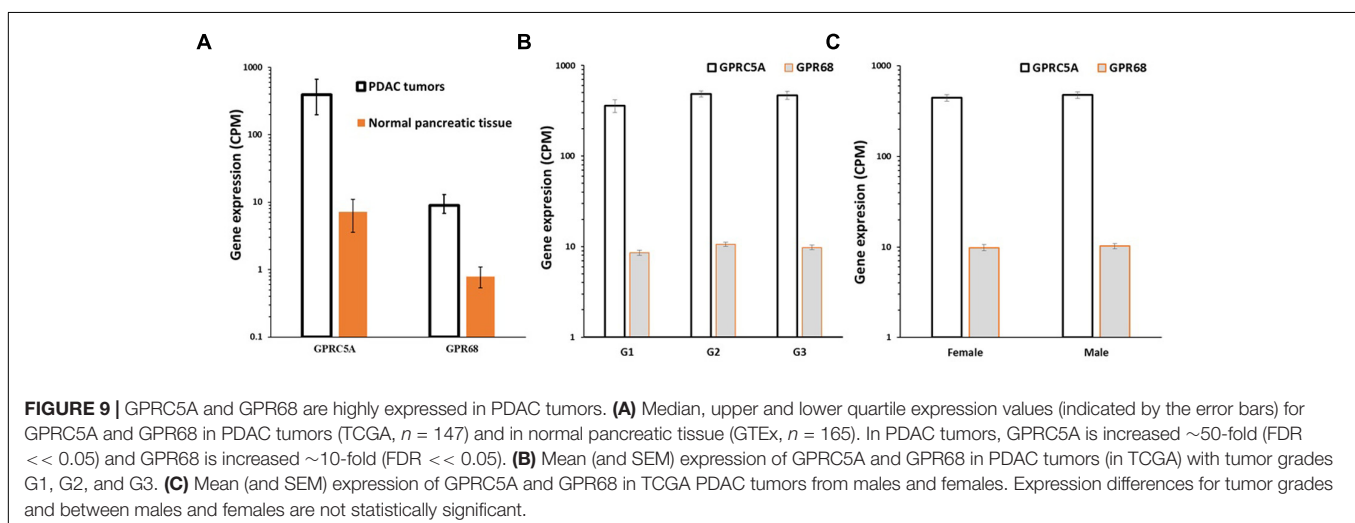 A
B
C
1000
100
10
1
0.1
Gene expression (CPM)
PDAC tumors
Normal pancreatic tissue
GPRC5A
GPR68
GPRC5A
GPR68
1000
100
10
1
Gene expresion (CPM)
G1
G2
G3
GPRC5A
GPR68
1000
100
10
1
Gene expresion (CPM)
Female
Male
FIGURE 9 | GPRC5A and GPR68 are highly expressed in PDAC tumors. (A) Median, upper and lower quartile expression values (indicated by the error bars) for
GPRC5A and GPR68 in PDAC tumors (TCGA, n = 147) and in normal pancreatic tissue (GTEx, n = 165). In PDAC tumors, GPRC5A is increased ∼50-fold (FDR
<< 0.05) and GPR68 is increased ∼10-fold (FDR << 0.05). (B) Mean (and SEM) expression of GPRC5A and GPR68 in PDAC tumors (in TCGA) with tumor grades
G1, G2, and G3. (C) Mean (and SEM) expression of GPRC5A and GPR68 in TCGA PDAC tumors from males and females. Expression differences for tumor grades
and between males and females are not statistically significant.